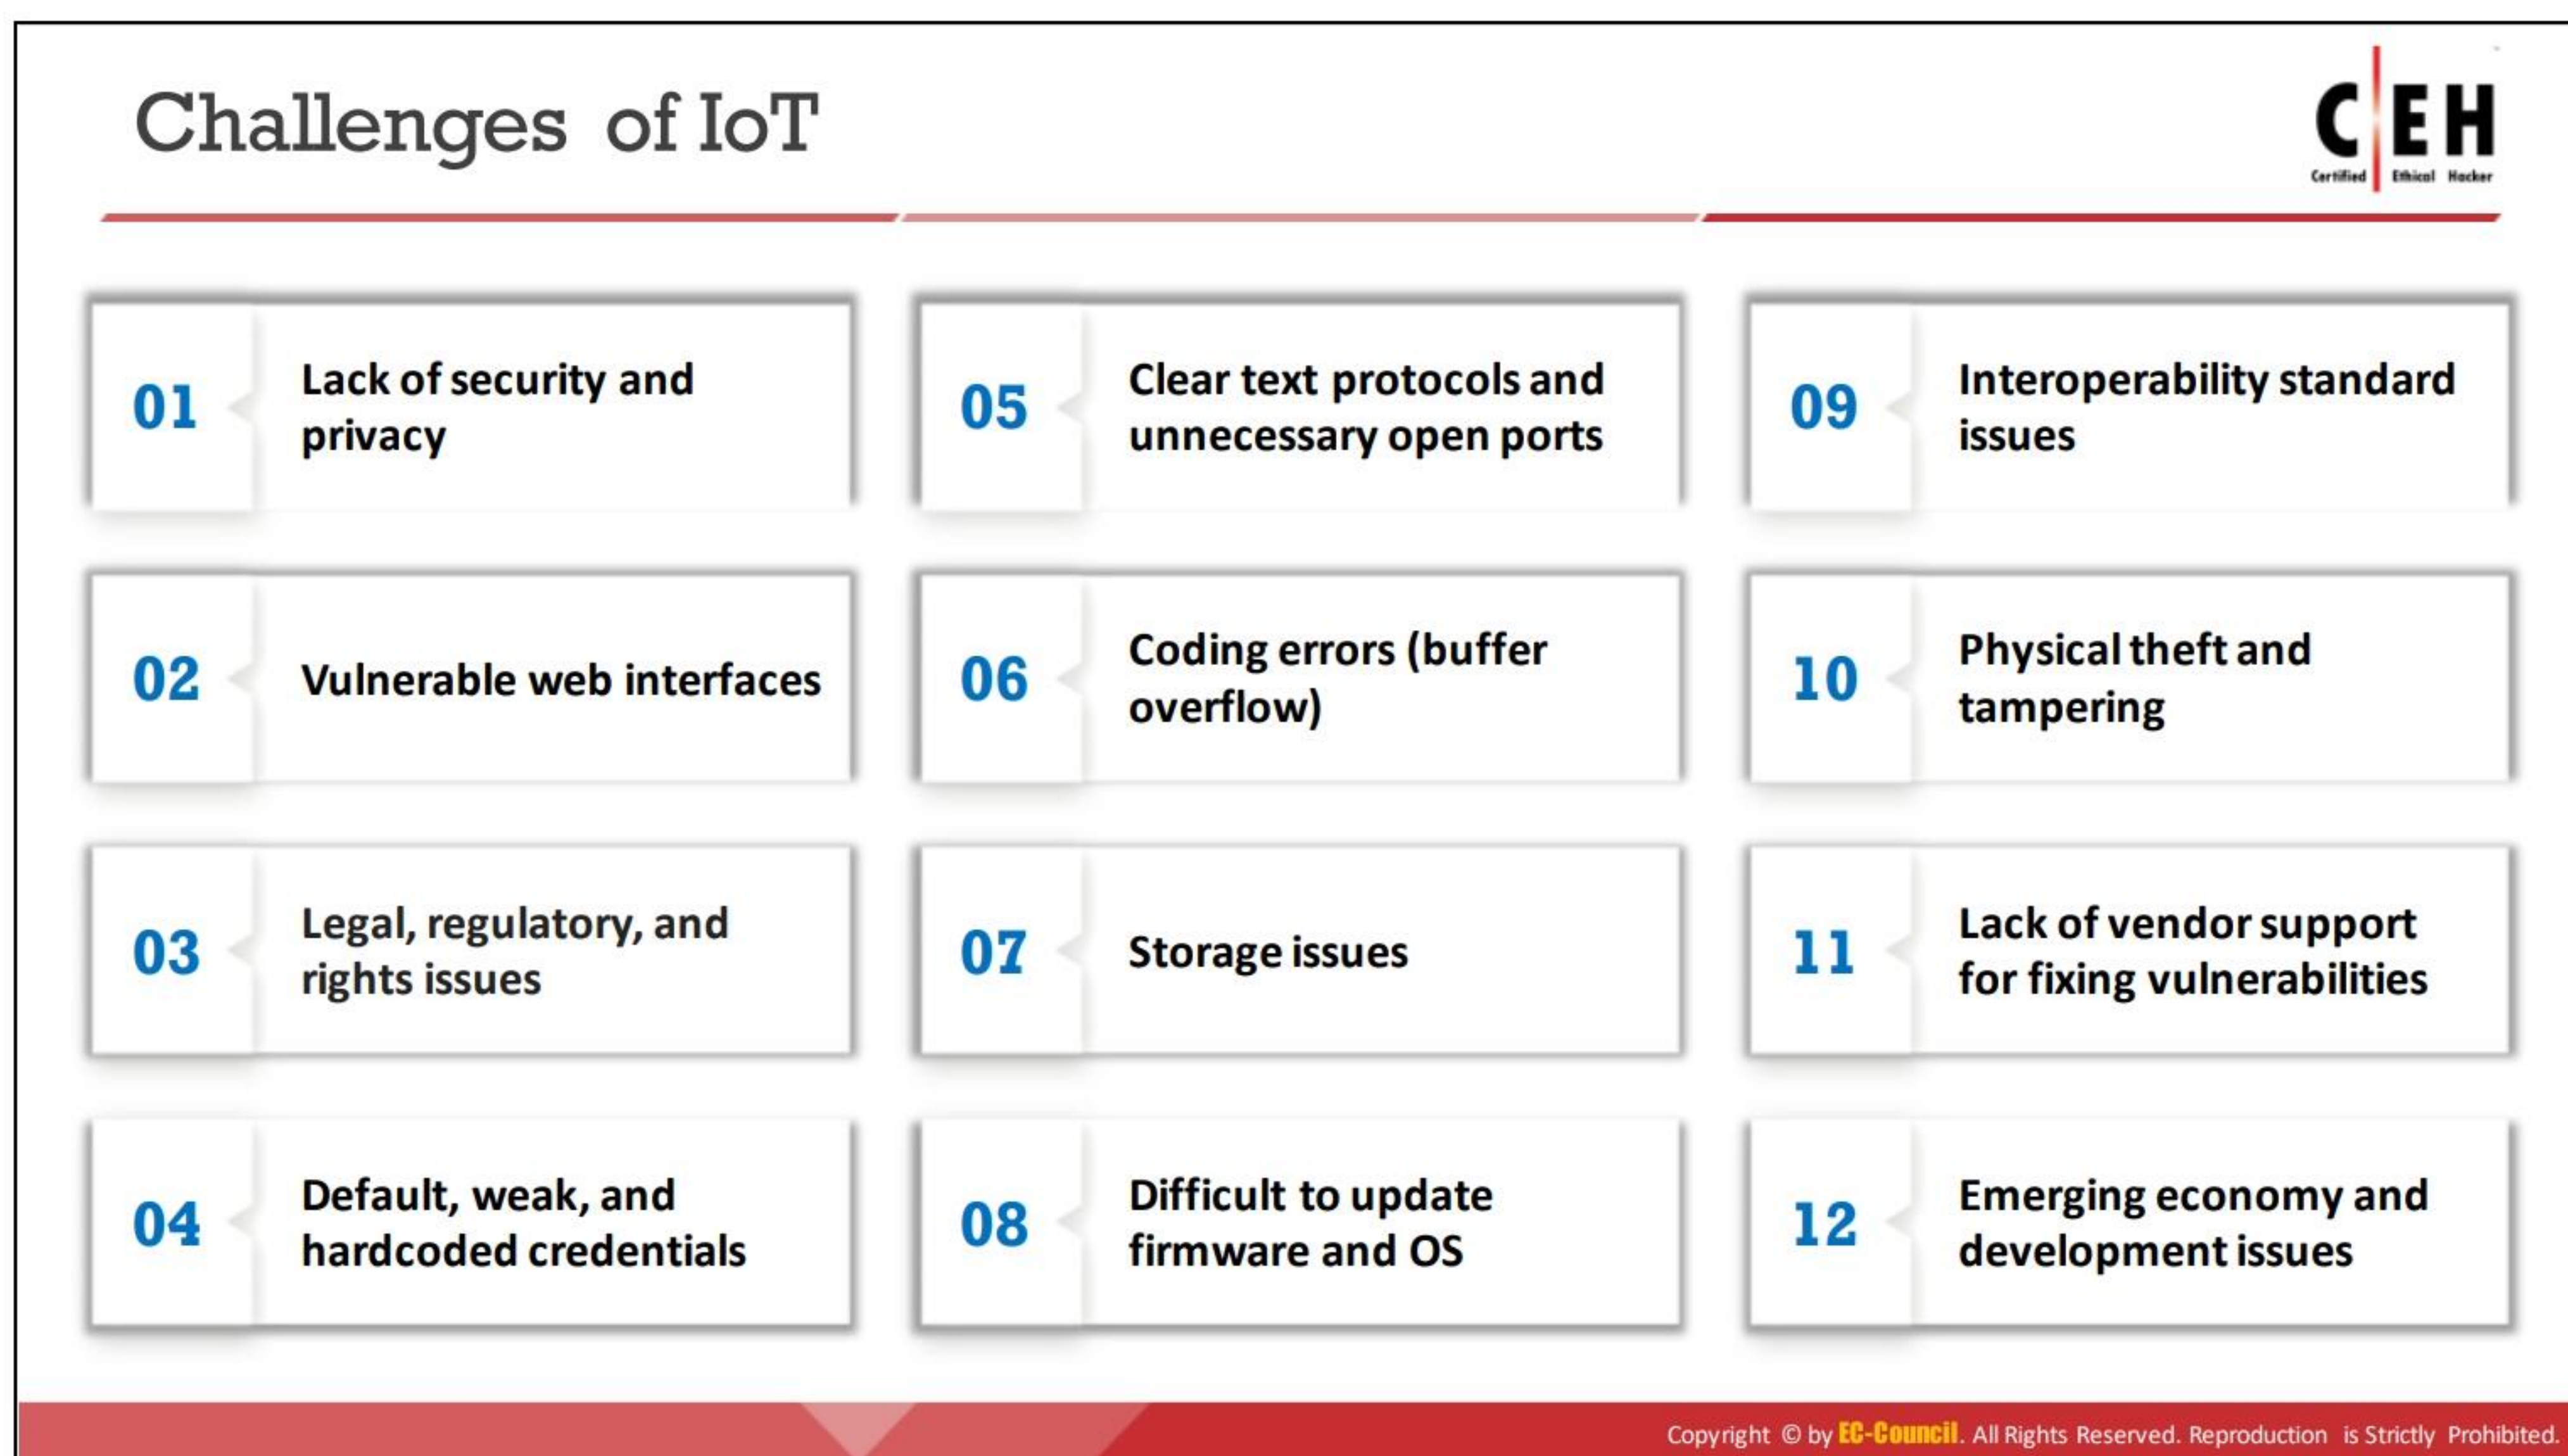 Challenges of IoT
C EH
Certified Ethical Hacker
01
Lack of security and
privacy
02
Vulnerable web interfaces
03
Legal, regulatory, and
rights issues
04
Default, weak, and
hardcoded credentials
05
Clear text protocols and
unnecessary open ports
06
Coding errors (buffer
overflow)
07
Storage issues
08
Difficult to update
firmware and OS
09
Interoperability standard
issues
10
Physical theft and
tampering
11
Lack of vendor support
for fixing vulnerabilities
12
Emerging economy and
development issues
Copyright © by EC-Council. All Rights Reserved. Reproduction is Strictly Prohibited.